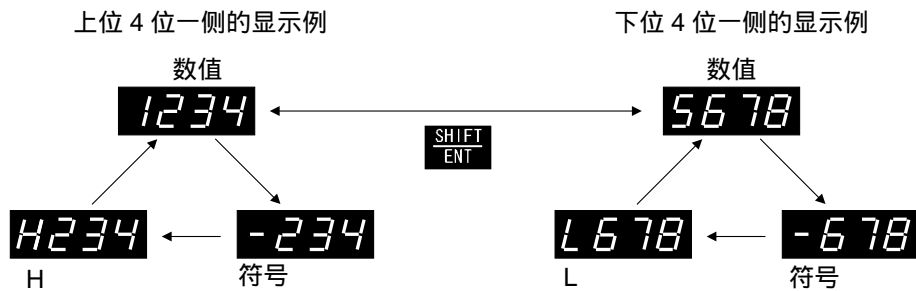 上位 4 位一侧的显示例
下位 4 位一侧的显示例
数值
数值
1234
5678
SHIFT
ENT
H234
-234
L678
-678
H
符号
L
符号